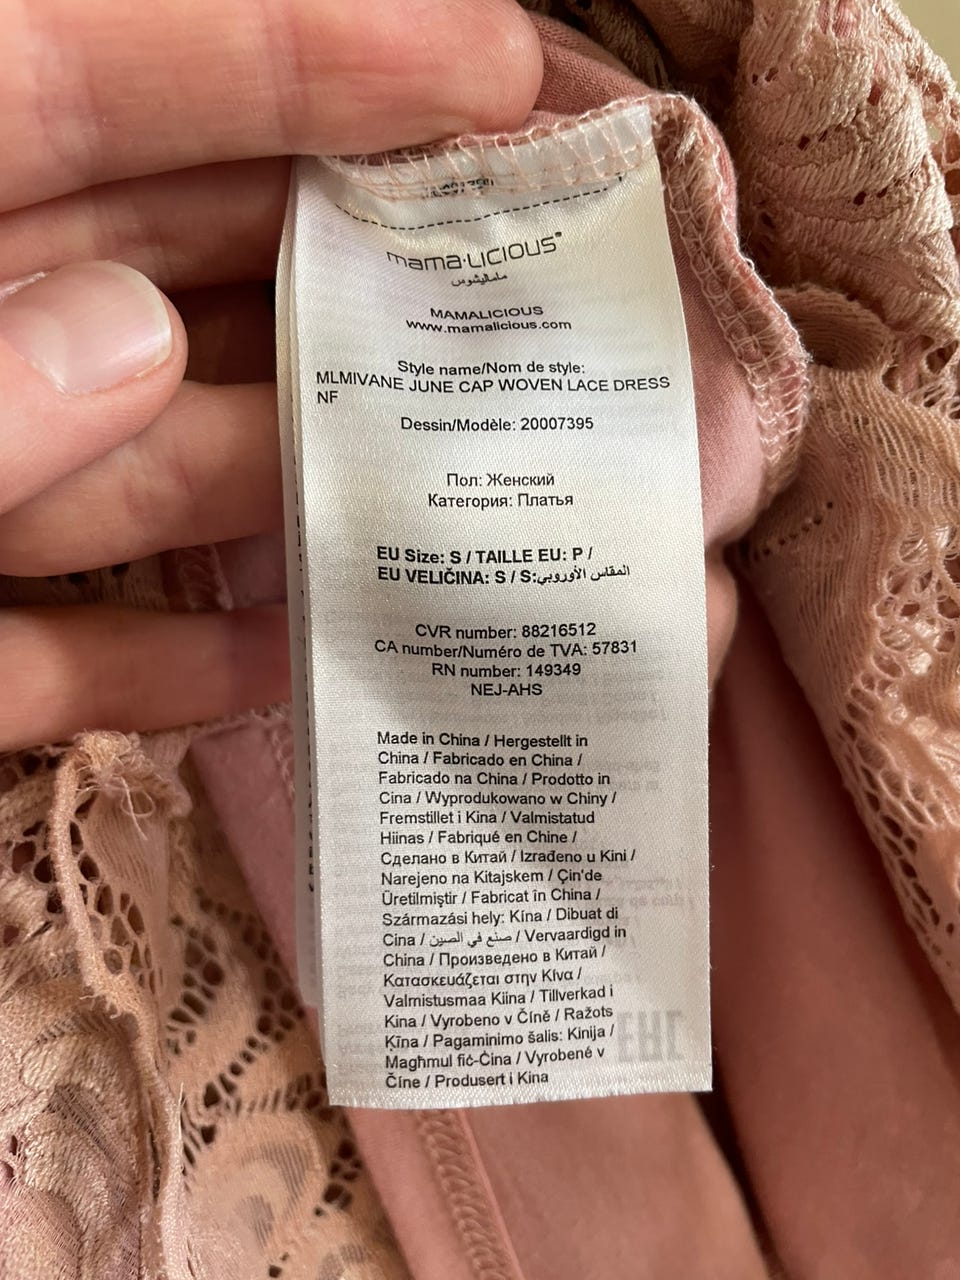 mama·licious®
ماماليشوس
MAMALICIOUS
www.mamalicious.com
Style name/Nom de style:
MLMIVANE JUNE CAP WOVEN LACE DRESS
NF
Dessin/Modèle: 20007395
Пол: Женский
Категория: Платья
EU Size: S / TAILLE EU: P /
EU VELIČINA: S / S:المقاس الأوروبي
CVR number: 88216512
CA number/Numéro de TVA: 57831
RN number: 149349
NEJ-AHS
Made in China / Hergestellt in
China / Fabricado en China /
Fabricado na China / Prodotto in
Cina / Wyprodukowano w Chiny /
Fremstillet i Kina / Valmistatud
Hiinas / Fabriqué en Chine /
Сделано в Китай / Izrađeno u Kini /
Narejeno na Kitajskem / Çin'de
Üretilmiştir / Fabricat în China /
Származási hely: Kína / Dibuat di
Cina / صنع في الصين / Vervaardigd in
China / Произведено в Китай /
Κατασκευάζεται στην Κίνα /
Valmistusmaa Kiina / Tillverkad i
Kina / Vyrobeno v Číně / Ražots
Ķīna / Pagaminimo šalis: Kinija /
Magħmul fiċ-Ċina / Vyrobené v
Číne / Produsert i Kina